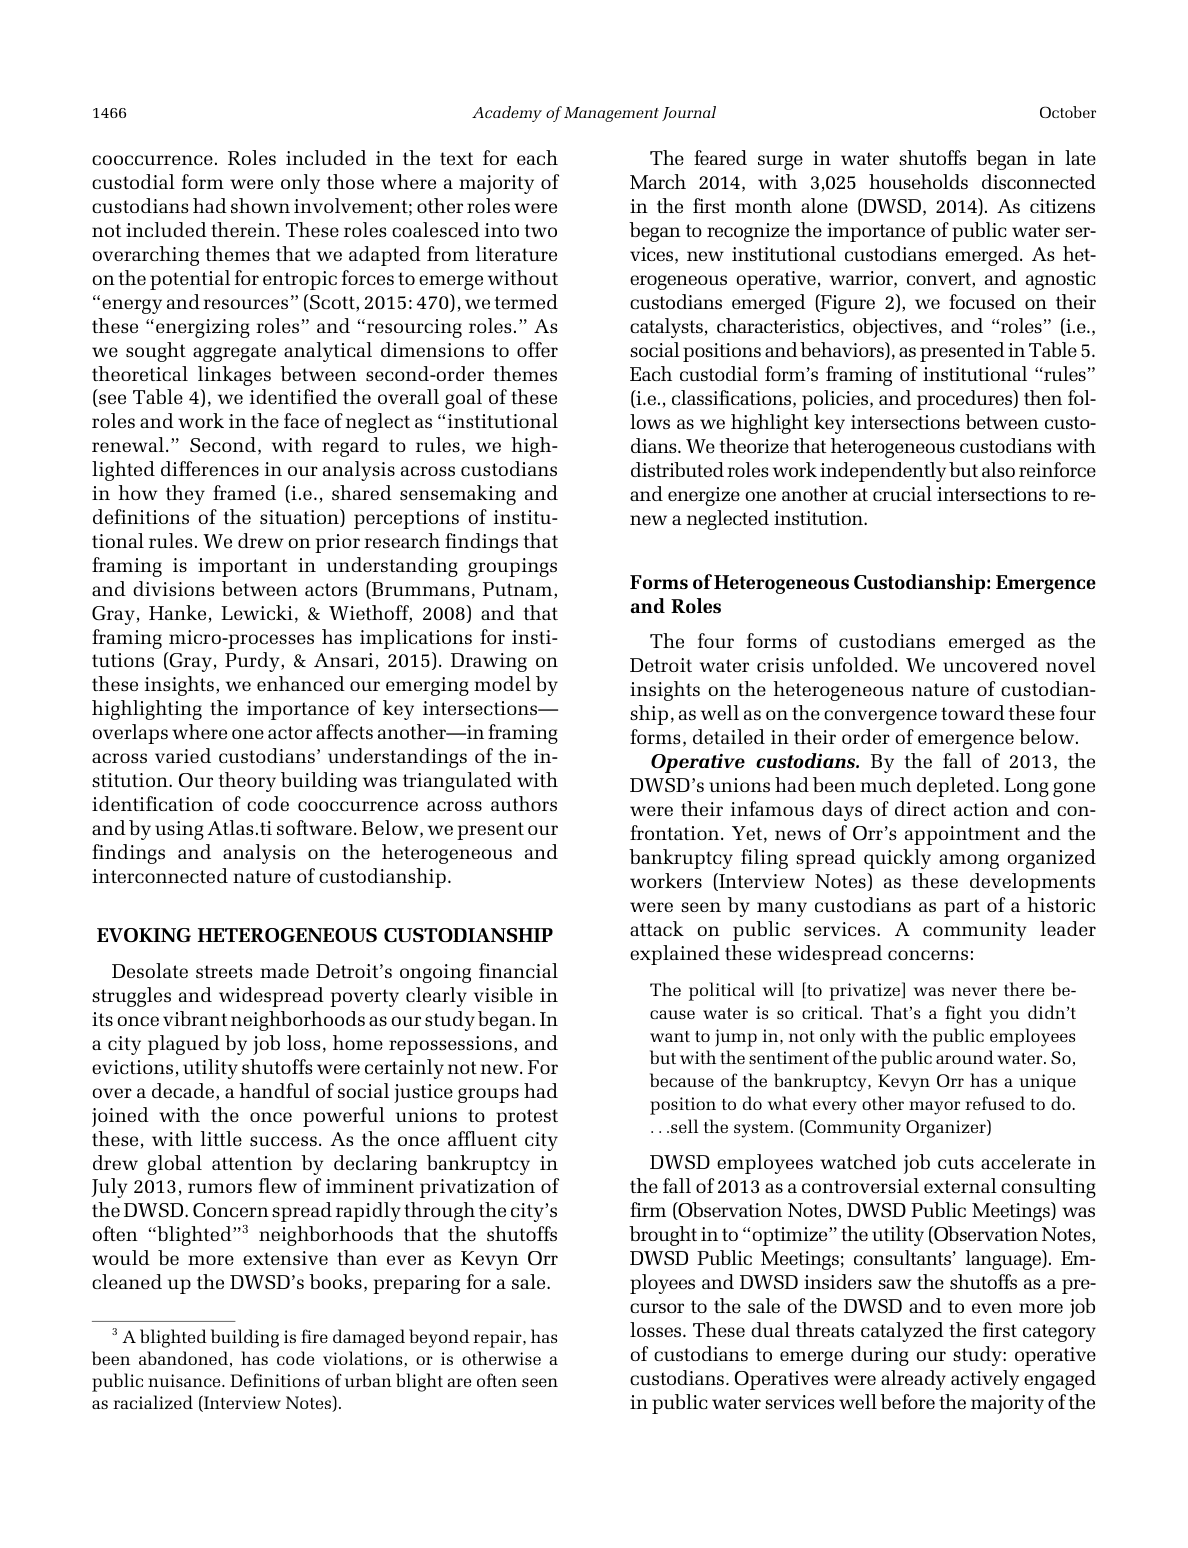 1466
Academy of Management Journal
October
cooccurrence. Roles included in the text for each
custodial form were only those where a majority of
custodians had shown involvement; other roles were
not included therein. These roles coalesced into two
overarching themes that we adapted from literature
on the potential for entropic forces to emerge without
“energy and resources” (Scott, 2015: 470), we termed
these “energizing roles” and “resourcing roles.” As
we sought aggregate analytical dimensions to offer
theoretical linkages between second-order themes
(see Table 4), we identified the overall goal of these
roles and work in the face of neglect as “institutional
renewal.” Second, with regard to rules, we high-
lighted differences in our analysis across custodians
in how they framed (i.e., shared sensemaking and
definitions of the situation) perceptions of institu-
tional rules. We drew on prior research findings that
framing is important in understanding groupings
and divisions between actors (Brummans, Putnam,
Gray, Hanke, Lewicki, & Wiethoff, 2008) and that
framing micro-processes has implications for insti-
tutions (Gray, Purdy, & Ansari, 2015). Drawing on
these insights, we enhanced our emerging model by
highlighting the importance of key intersections—
overlaps where one actor affects another—in framing
across varied custodians’ understandings of the in-
stitution. Our theory building was triangulated with
identification of code cooccurrence across authors
and by using Atlas.ti software. Below, we present our
findings and analysis on the heterogeneous and
interconnected nature of custodianship.
EVOKING HETEROGENEOUS CUSTODIANSHIP
Desolate streets made Detroit’s ongoing financial
struggles and widespread poverty clearly visible in
its once vibrant neighborhoods as our study began. In
a city plagued by job loss, home repossessions, and
evictions, utility shutoffs were certainly not new. For
over a decade, a handful of social justice groups had
joined with the once powerful unions to protest
these, with little success. As the once affluent city
drew global attention by declaring bankruptcy in
July 2013, rumors flew of imminent privatization of
the DWSD. Concern spread rapidly through the city’s
often “blighted”³ neighborhoods that the shutoffs
would be more extensive than ever as Kevyn Orr
cleaned up the DWSD’s books, preparing for a sale.
³ A blighted building is fire damaged beyond repair, has
been abandoned, has code violations, or is otherwise a
public nuisance. Definitions of urban blight are often seen
as racialized (Interview Notes).
The feared surge in water shutoffs began in late
March 2014, with 3,025 households disconnected
in the first month alone (DWSD, 2014). As citizens
began to recognize the importance of public water ser-
vices, new institutional custodians emerged. As het-
erogeneous operative, warrior, convert, and agnostic
custodians emerged (Figure 2), we focused on their
catalysts, characteristics, objectives, and “roles” (i.e.,
social positions and behaviors), as presented in Table 5.
Each custodial form’s framing of institutional “rules”
(i.e., classifications, policies, and procedures) then fol-
lows as we highlight key intersections between custo-
dians. We theorize that heterogeneous custodians with
distributed roles work independently but also reinforce
and energize one another at crucial intersections to re-
new a neglected institution.
Forms of Heterogeneous Custodianship: Emergence
and Roles
The four forms of custodians emerged as the
Detroit water crisis unfolded. We uncovered novel
insights on the heterogeneous nature of custodian-
ship, as well as on the convergence toward these four
forms, detailed in their order of emergence below.
Operative custodians. By the fall of 2013, the
DWSD’s unions had been much depleted. Long gone
were their infamous days of direct action and con-
frontation. Yet, news of Orr’s appointment and the
bankruptcy filing spread quickly among organized
workers (Interview Notes) as these developments
were seen by many custodians as part of a historic
attack on public services. A community leader
explained these widespread concerns:
The political will [to privatize] was never there be-
cause water is so critical. That’s a fight you didn’t
want to jump in, not only with the public employees
but with the sentiment of the public around water. So,
because of the bankruptcy, Kevyn Orr has a unique
position to do what every other mayor refused to do.
. . .sell the system. (Community Organizer)
DWSD employees watched job cuts accelerate in
the fall of 2013 as a controversial external consulting
firm (Observation Notes, DWSD Public Meetings) was
brought in to “optimize” the utility (Observation Notes,
DWSD Public Meetings; consultants’ language). Em-
ployees and DWSD insiders saw the shutoffs as a pre-
cursor to the sale of the DWSD and to even more job
losses. These dual threats catalyzed the first category
of custodians to emerge during our study: operative
custodians. Operatives were already actively engaged
in public water services well before the majority of the